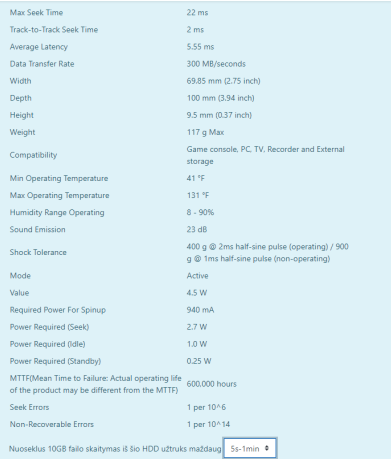 Max Seek Time 22 ms
Track-to-Track Seek Time 2 ms
Average Latency 5.55 ms
Data Transfer Rate 300 MB/seconds
Width 69.85 mm (2.75 inch)
Depth 100 mm (3.94 inch)
Height 9.5 mm (0.37 inch)
Weight 117 g Max
Compatibility Game console, PC, TV, Recorder and External
storage
Min Operating Temperature 41 °F
Max Operating Temperature 131 °F
Humidity Range Operating 8 - 90%
Sound Emission 23 dB
Shock Tolerance 400 g @ 2ms half-sine pulse (operating) / 900
g @ 1ms half-sine pulse (non-operating)
Mode Active
Value 4.5 W
Required Power For Spinup 940 mA
Power Required (Seek) 2.7 W
Power Required (Idle) 1.0 W
Power Required (Standby) 0.25 W
MTTF(Mean Time to Failure: Actual operating life
of the product may be different from the MTTF) 600,000 hours
Seek Errors 1 per 10^6
Non-Recoverable Errors 1 per 10^14
Nuoseklus 10GB failo skaitymas iš šio HDD užtruks maždaug 5s-1min